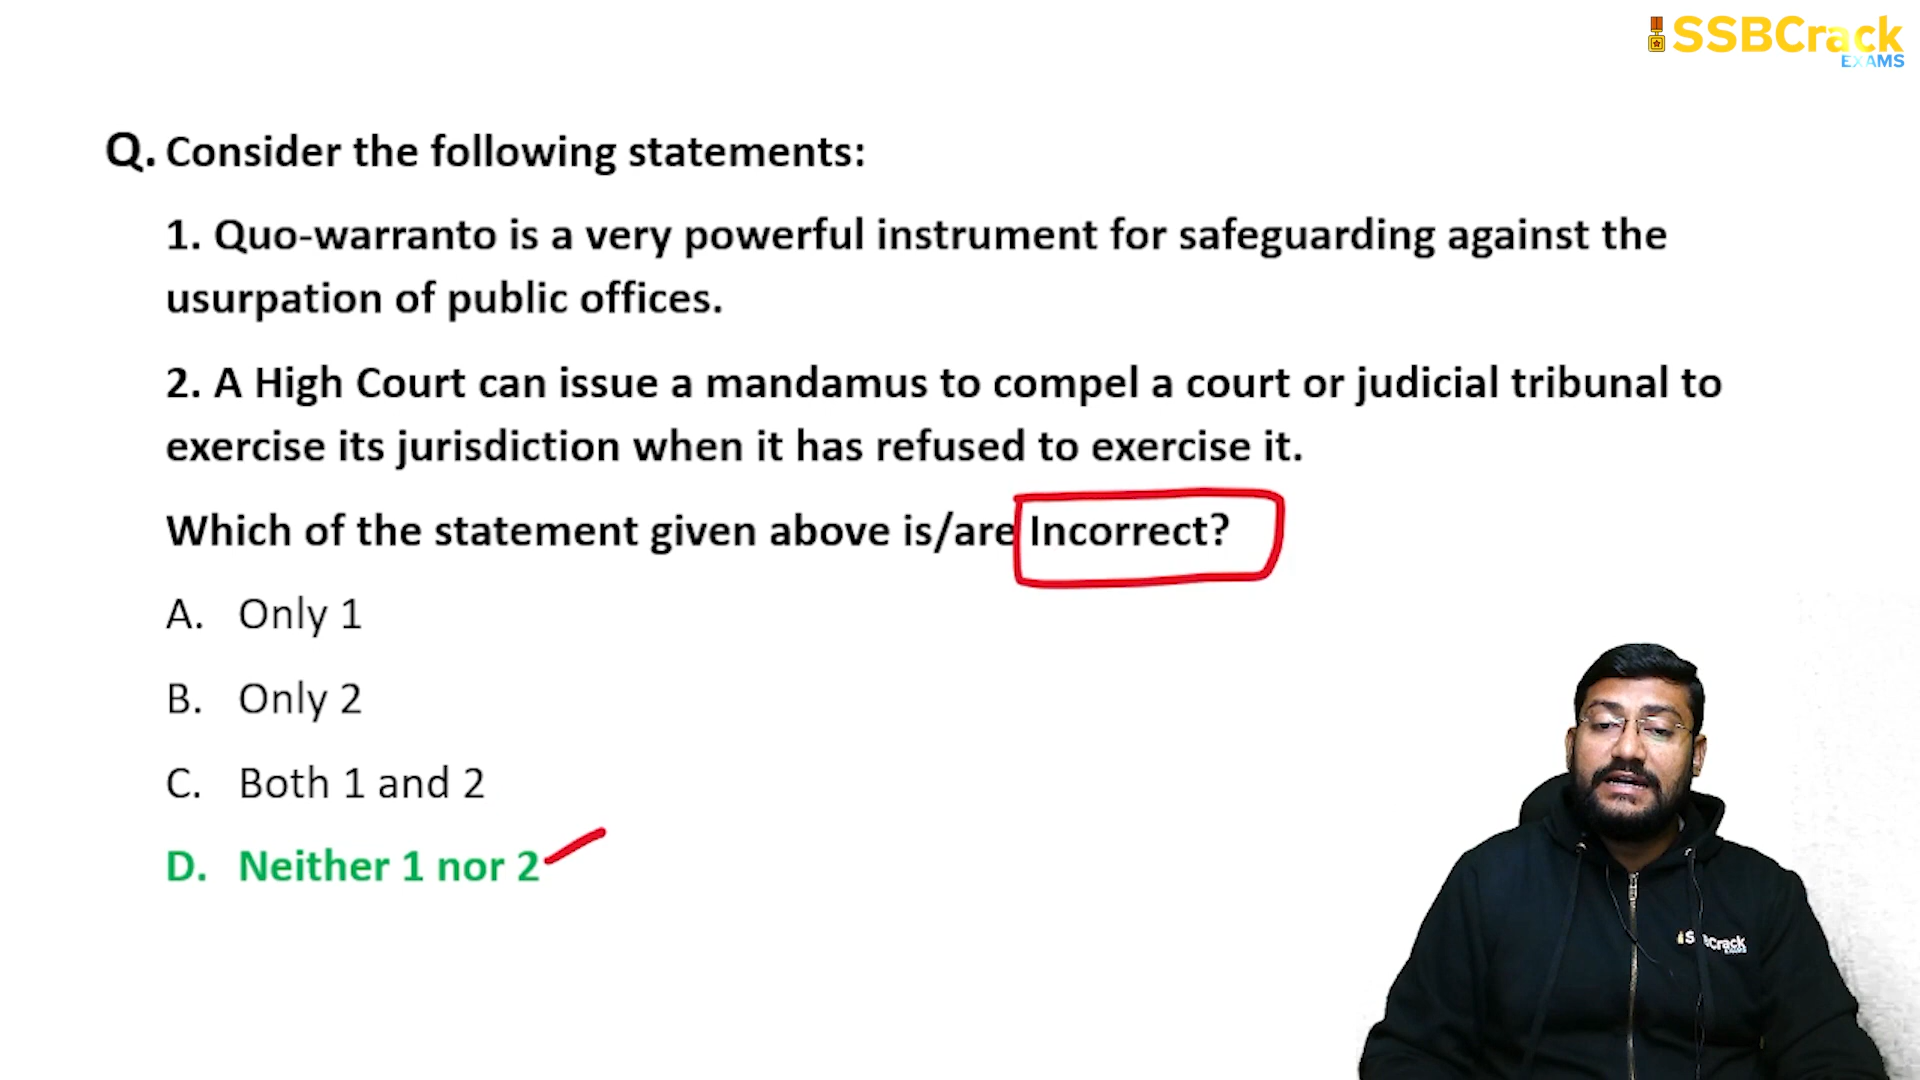 SSBCrack
EXAMS
Q. Consider the following statements:
1. Quo-warranto is a very powerful instrument for safeguarding against the
usurpation of public offices.
2. A High Court can issue a mandamus to compel a court or judicial tribunal to
exercise its jurisdiction when it has refused to exercise it.
Which of the statement given above is/are Incorrect?
A. Only 1
B. Only 2
C. Both 1 and 2
D. Neither 1 nor 2